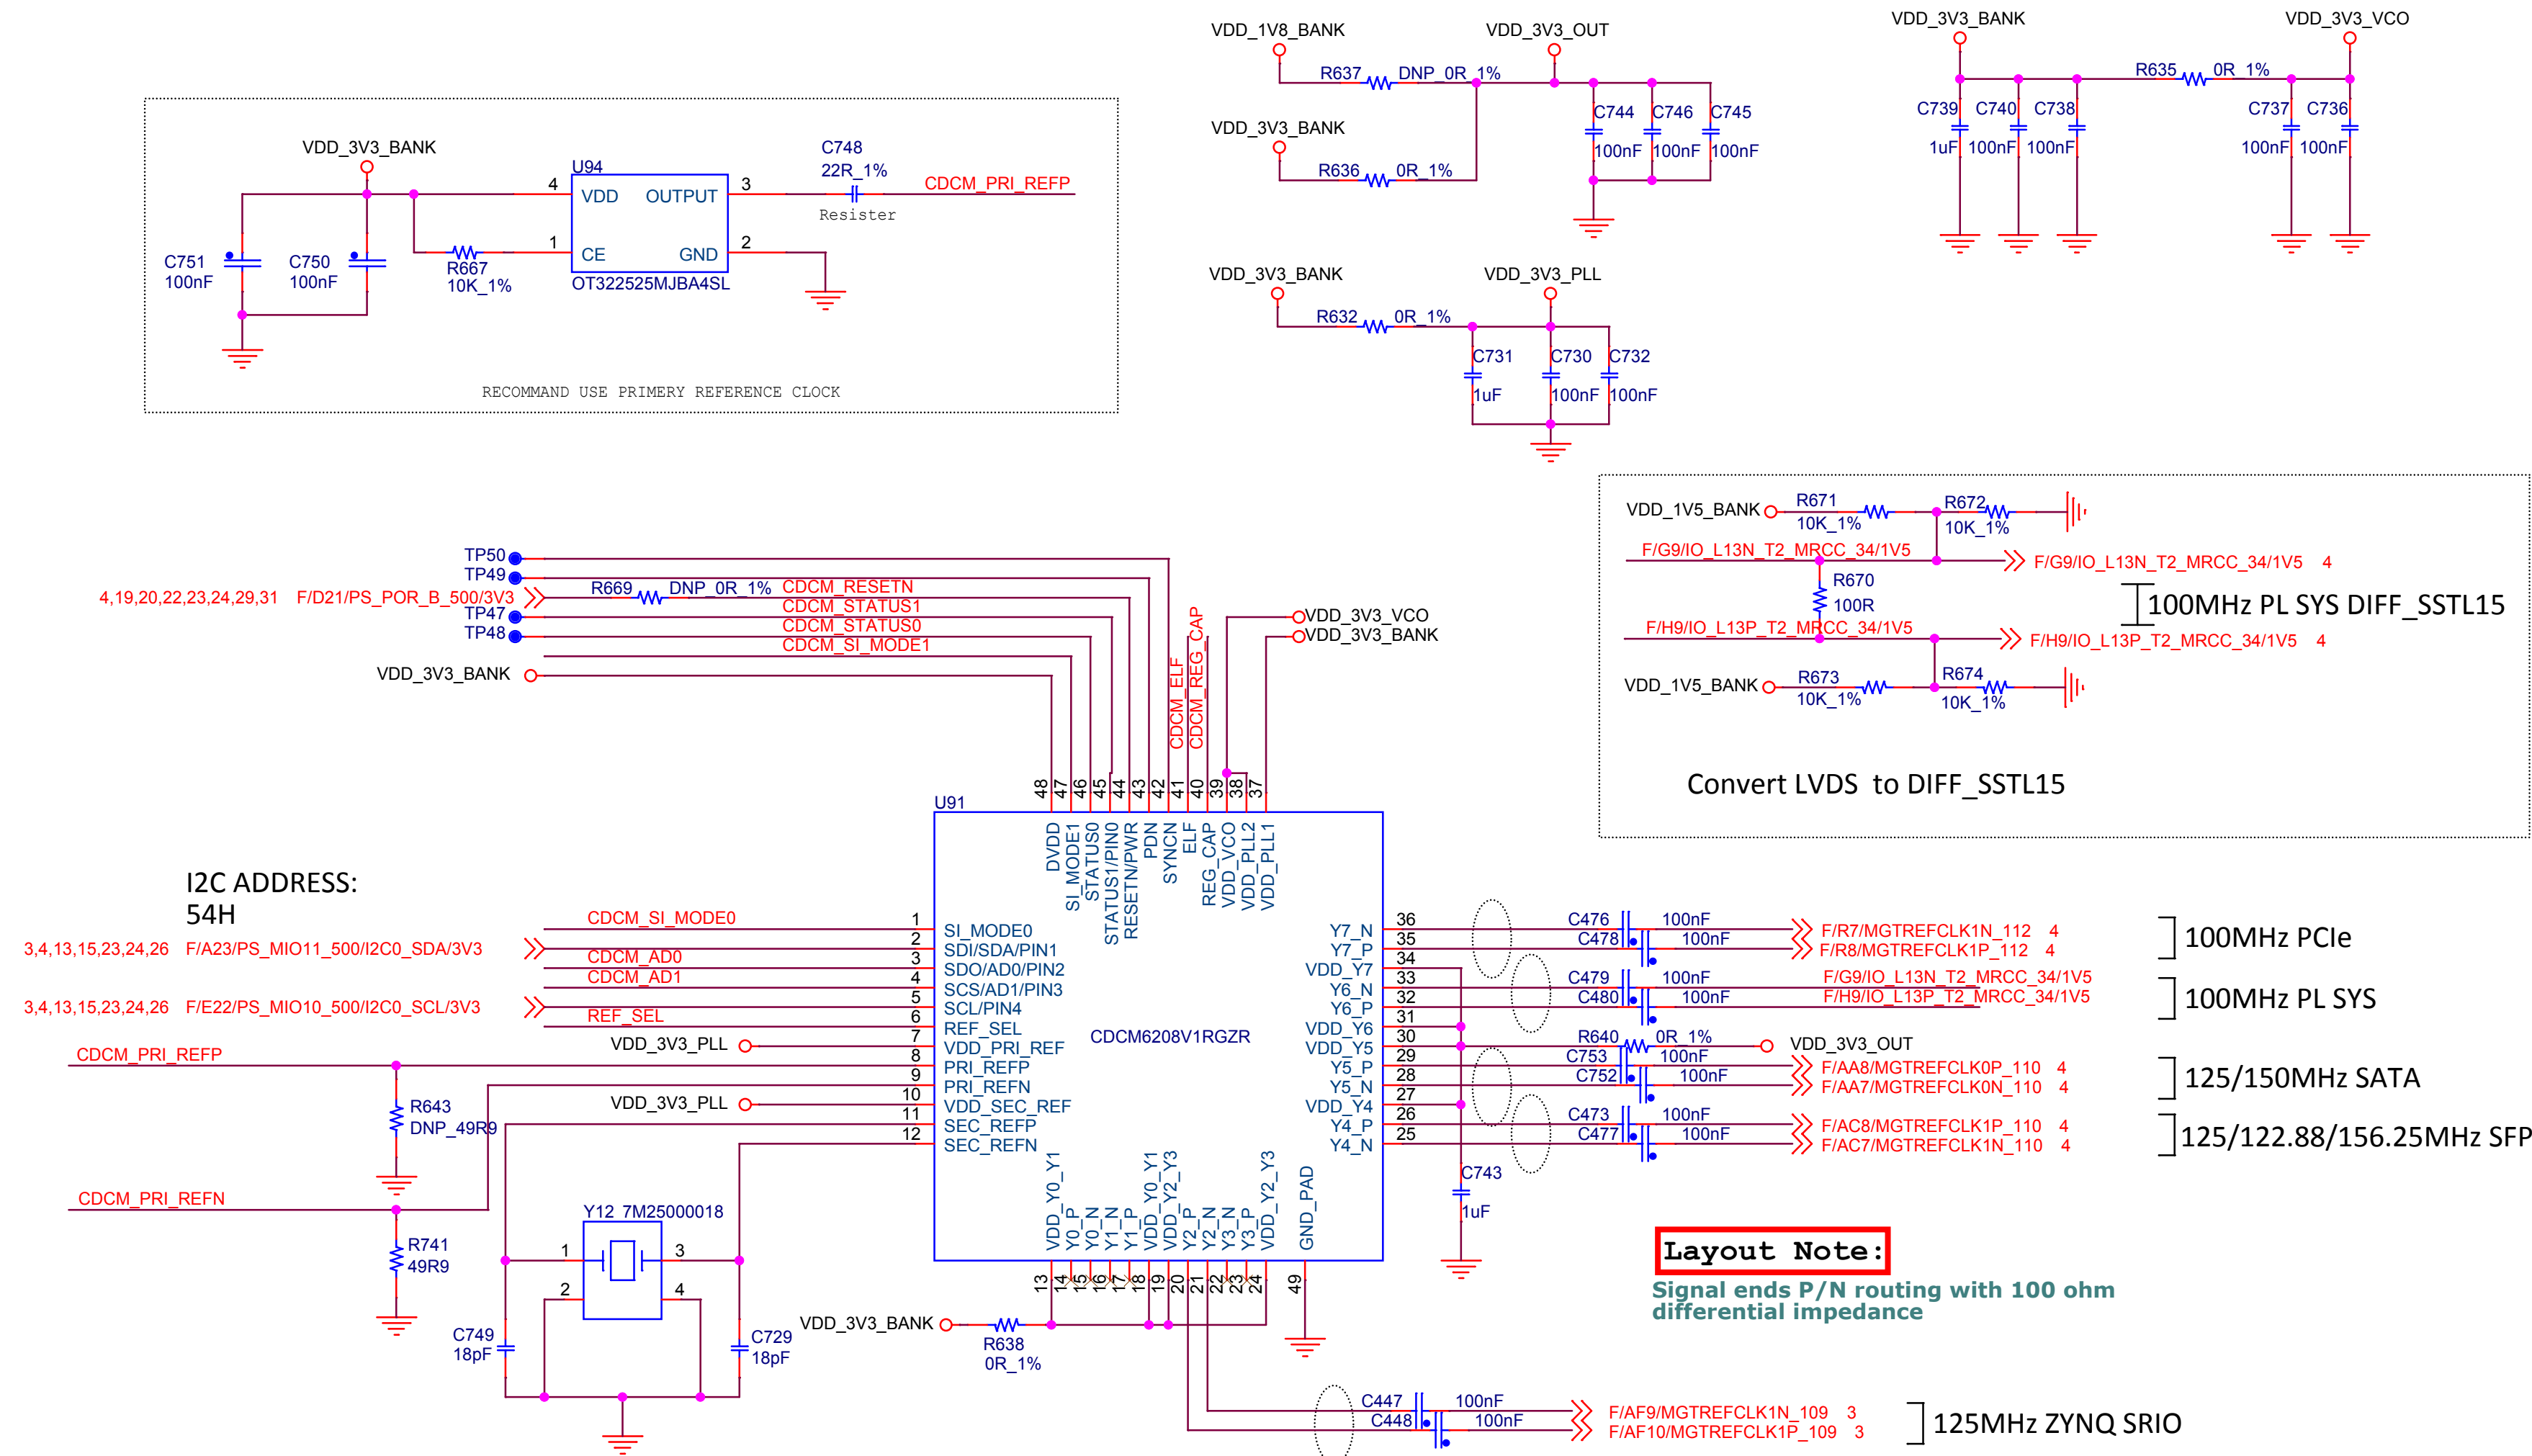 VDD_1V8_BANK
VDD_3V3_OUT
R637 DNP_0R_1%
C744 C746 C745
VDD_3V3_BANK
100nF 100nF 100nF
R636 0R_1%
VDD_3V3_BANK
VDD_3V3_VCO
R635 0R_1%
C739 C740 C738
C737 C736
1uF 100nF 100nF
100nF 100nF
VDD_3V3_BANK
U94
C748
22R_1%
CDCM_PRI_REFP
Resister
4 VDD OUTPUT 3
1 CE GND 2
C751
100nF
C750
100nF
R667
10K_1%
OT322525MJBA4SL
RECOMMAND USE PRIMERY REFERENCE CLOCK
VDD_3V3_BANK
VDD_3V3_PLL
R632 0R_1%
C731 C730 C732
1uF 100nF 100nF
VDD_1V5_BANK
R671
10K_1%
R672
10K_1%
F/G9/IO_L13N_T2_MRCC_34/1V5
F/G9/IO_L13N_T2_MRCC_34/1V5 4
R670
100R
100MHz PL SYS DIFF_SSTL15
F/H9/IO_L13P_T2_MRCC_34/1V5
F/H9/IO_L13P_T2_MRCC_34/1V5 4
VDD_1V5_BANK
R673
10K_1%
R674
10K_1%
Convert LVDS to DIFF_SSTL15
TP50
TP49
4,19,20,22,23,24,29,31 F/D21/PS_POR_B_500/3V3
R669 DNP_0R_1% CDCM_RESETN
TP47
CDCM_STATUS1
TP48
CDCM_STATUS0
CDCM_SI_MODE1
VDD_3V3_BANK
CDCM_ELF
CDCM_REG_CAP
VDD_3V3_VCO
VDD_3V3_BANK
48 47 46 45 44 43 42 41 40 39 38 37
U91
DVDD
SI_MODE1
STATUS0
STATUS1/PIN0
RESETN/PWR
PDN
SYNCN
ELF
REG_CAP
VDD_VCO
VDD_PLL2
VDD_PLL1
I2C ADDRESS:
54H
CDCM_SI_MODE0 1 SI_MODE0
3,4,13,15,23,24,26 F/A23/PS_MIO11_500/I2C0_SDA/3V3 2 SDI/SDA/PIN1
CDCM_AD0 3 SDO/AD0/PIN2
CDCM_AD1 4 SCS/AD1/PIN3
3,4,13,15,23,24,26 F/E22/PS_MIO10_500/I2C0_SCL/3V3 5 SCL/PIN4
REF_SEL 6 REF_SEL
VDD_3V3_PLL 7 VDD_PRI_REF
CDCM_PRI_REFP 8 PRI_REFP
9 PRI_REFN
VDD_3V3_PLL 10 VDD_SEC_REF
11 SEC_REFP
12 SEC_REFN
CDCM6208V1RGZR
Y7_N 36 C476 100nF F/R7/MGTREFCLK1N_112 4
Y7_P 35 C478 100nF F/R8/MGTREFCLK1P_112 4
100MHz PCIe
VDD_Y7 34
Y6_N 33 C479 100nF F/G9/IO_L13N_T2_MRCC_34/1V5
Y6_P 32 C480 100nF F/H9/IO_L13P_T2_MRCC_34/1V5
100MHz PL SYS
VDD_Y6 31
VDD_Y5 30 R640 0R_1% VDD_3V3_OUT
Y5_P 29 C753 100nF F/AA8/MGTREFCLK0P_110 4
Y5_N 28 C752 100nF F/AA7/MGTREFCLK0N_110 4
125/150MHz SATA
VDD_Y4 27
Y4_P 26 C473 100nF F/AC8/MGTREFCLK1P_110 4
Y4_N 25 C477 100nF F/AC7/MGTREFCLK1N_110 4
125/122.88/156.25MHz SFP
R643
DNP_49R9
CDCM_PRI_REFN
R741
49R9
Y12 7M25000018
1 3
2 4
C749
18pF
C729
18pF
VDD_Y0_Y1
Y0_P
Y0_N
Y1_N
Y1_P
VDD_Y0_Y1
VDD_Y2_Y3
Y2_P
Y2_N
Y3_N
Y3_P
VDD_Y2_Y3
GND_PAD
13 14 15 16 17 18 19 20 21 22 23 24 49
VDD_3V3_BANK
R638
0R_1%
C743
1uF
Layout Note:
Signal ends P/N routing with 100 ohm
differential impedance
C447 100nF F/AF9/MGTREFCLK1N_109 3
C448 100nF F/AF10/MGTREFCLK1P_109 3
125MHz ZYNQ SRIO